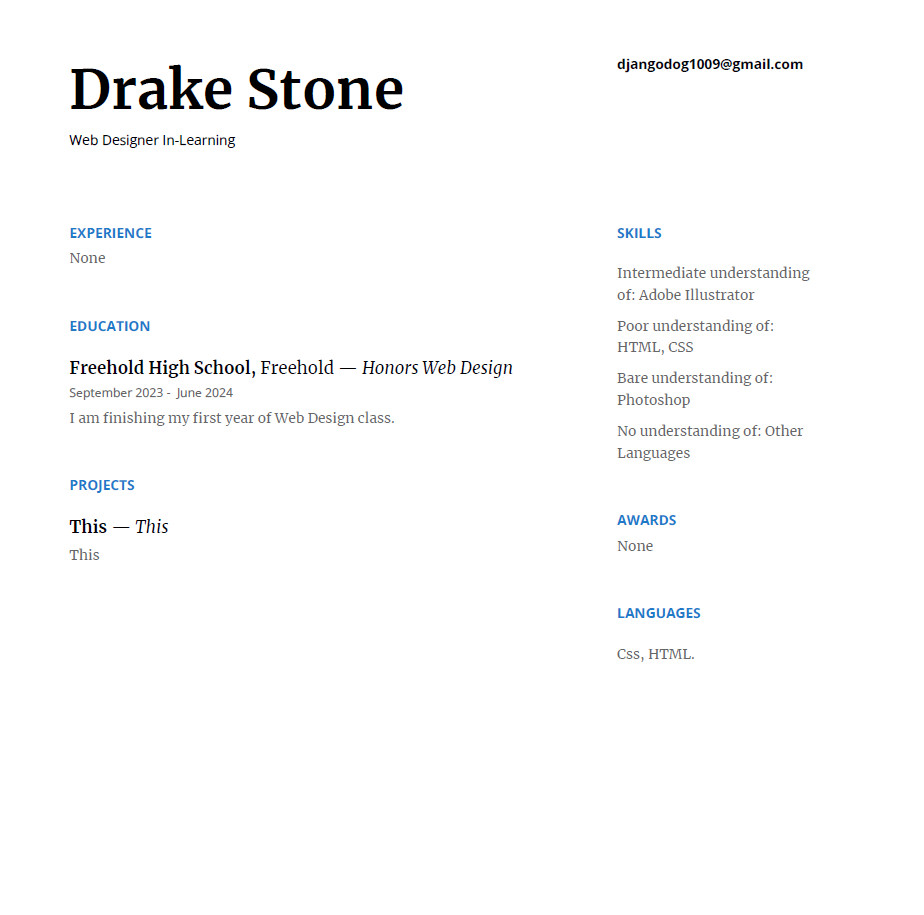 Drake Stone
Web Designer In-Learning
djangodog1009@gmail.com
EXPERIENCE
None
EDUCATION
Freehold High School, Freehold — Honors Web Design
September 2023 - June 2024
I am finishing my first year of Web Design class.
PROJECTS
This — This
This
SKILLS
Intermediate understanding
of: Adobe Illustrator
Poor understanding of:
HTML, CSS
Bare understanding of:
Photoshop
No understanding of: Other
Languages
AWARDS
None
LANGUAGES
Css, HTML.